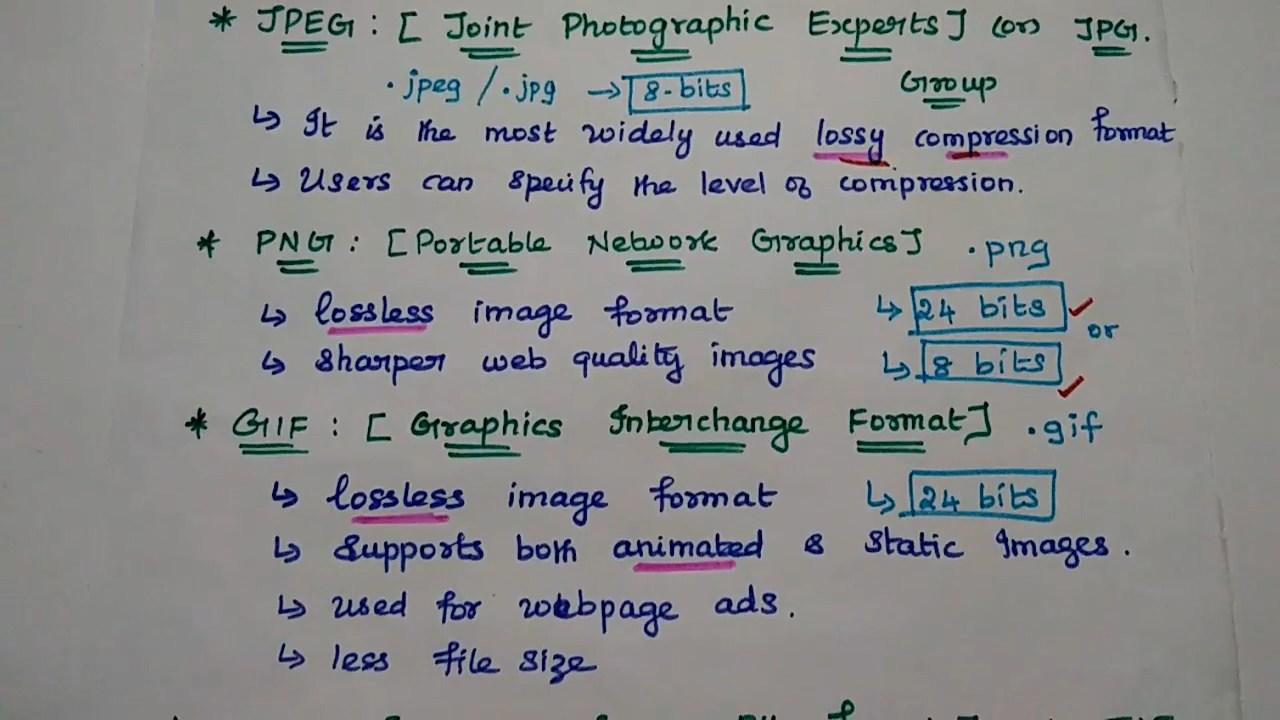 * JPEG : [ Joint Photographic Experts ] (or) JPG.
.jpeg / .jpg → 8-bits Group
↳ It is the most widely used lossy compression format
↳ Users can specify the level of compression.
* PNG : [ Portable Network Graphics ] .png
↳ lossless image format ↳ 24 bits ✓ or
↳ sharper web quality images ↳ 8 bits ✓
* GIF : [ Graphics Interchange Format ] .gif
↳ lossless image format ↳ 24 bits
↳ supports both animated & static images .
↳ used for webpage ads .
↳ less file size